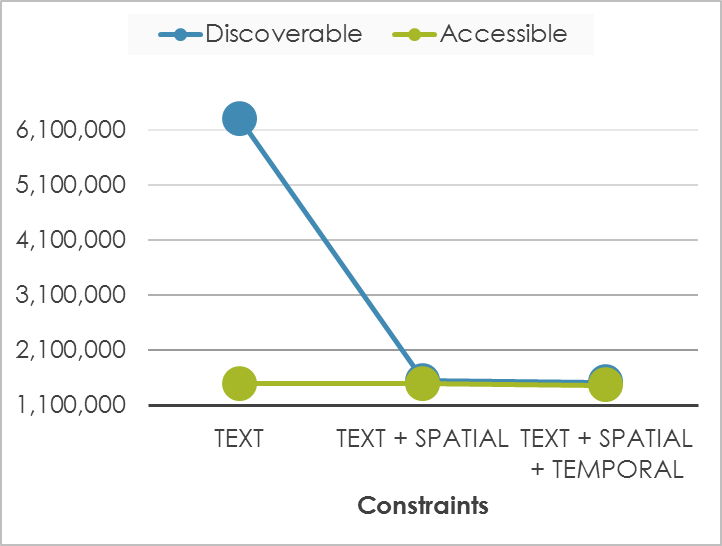 Discoverable Accessible
6,100,000
5,100,000
4,100,000
3,100,000
2,100,000
1,100,000
TEXT TEXT + SPATIAL TEXT + SPATIAL
+ TEMPORAL
Constraints